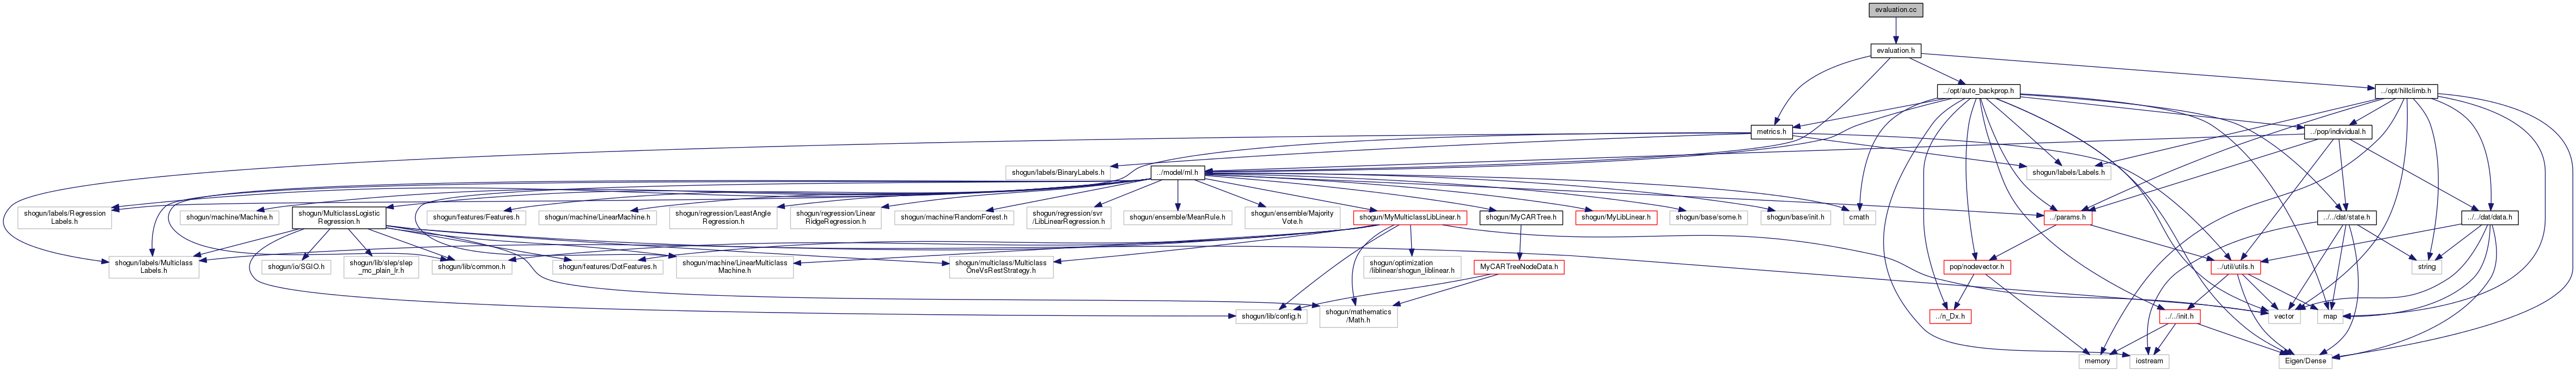 evaluation.cc
evaluation.h
../opt/auto_backprop.h
../opt/hillclimb.h
metrics.h
../pop/individual.h
shogun/labels/BinaryLabels.h
../model/ml.h
shogun/labels/Labels.h
shogun/labels/Regression
Labels.h
shogun/machine/Machine.h
shogun/MulticlassLogistic
Regression.h
shogun/features/Features.h
shogun/machine/LinearMachine.h
shogun/regression/LeastAngle
Regression.h
shogun/regression/Linear
RidgeRegression.h
shogun/machine/RandomForest.h
shogun/regression/svr
/LibLinearRegression.h
shogun/ensemble/MeanRule.h
shogun/ensemble/Majority
Vote.h
shogun/MyMulticlassLibLinear.h
shogun/MyCARTree.h
shogun/MyLibLinear.h
shogun/base/some.h
shogun/base/init.h
cmath
../params.h
../../dat/state.h
../../dat/data.h
shogun/labels/Multiclass
Labels.h
shogun/io/SGIO.h
shogun/lib/slep/slep
_mc_plain_lr.h
shogun/lib/common.h
shogun/features/DotFeatures.h
shogun/machine/LinearMulticlass
Machine.h
shogun/multiclass/Multiclass
OneVsRestStrategy.h
shogun/optimization
/liblinear/shogun_liblinear.h
MyCARTreeNodeData.h
pop/nodevector.h
../util/utils.h
string
shogun/lib/config.h
shogun/mathematics
/Math.h
../n_Dx.h
../../init.h
vector
map
memory
iostream
Eigen/Dense